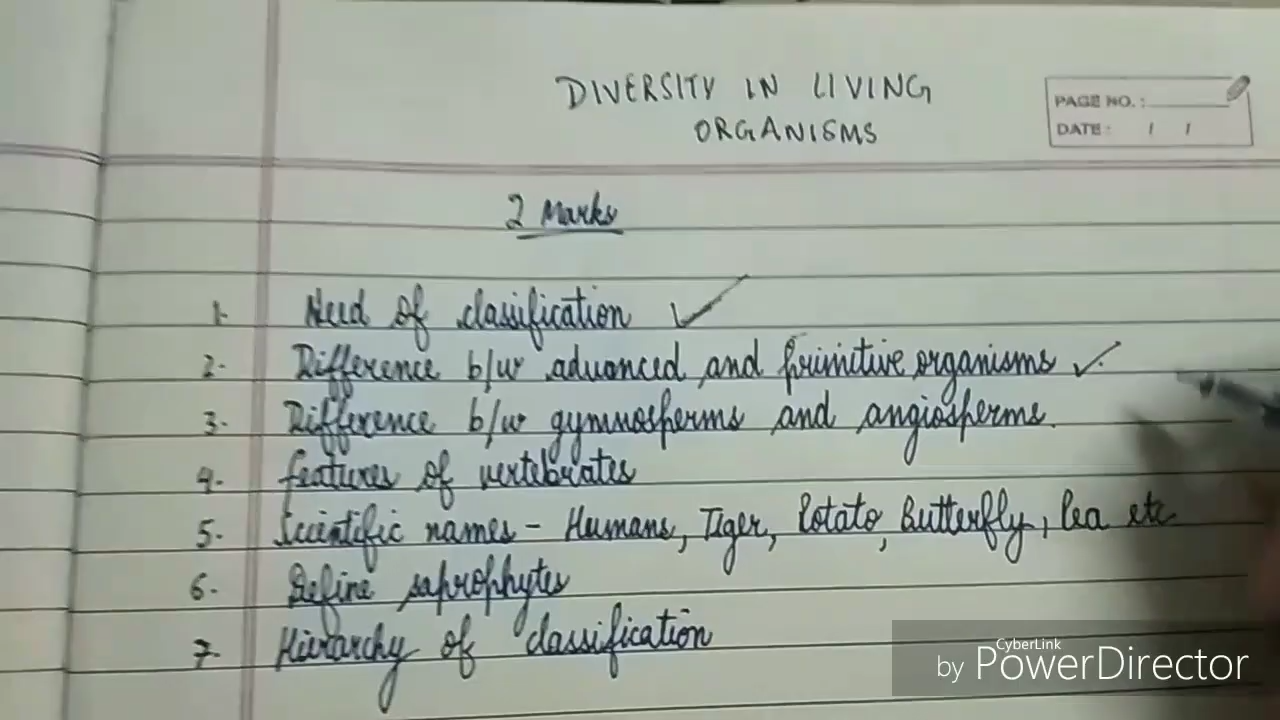 DIVERSITY IN LIVING
ORGANISMS
PAGE NO.:
DATE: / /
2 Marks
1. Need of classification
2. Difference b/w advanced and primitive organisms
3. Difference b/w gymnosperms and angiosperms.
4. features of vertebrates
5. Scientific names - Humans, Tiger, Potato, Butterfly, Pea etc
6. Define saprophytes
7. Hierarchy of classification
CyberLink
by PowerDirector